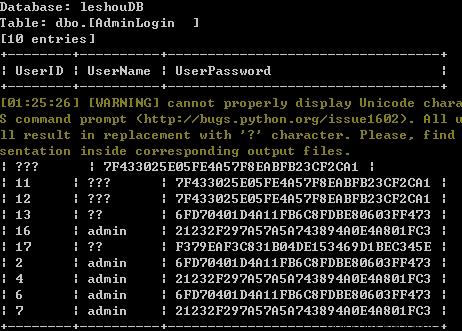 Database: leshouDB
Table: dbo.[AdminLogin  ]
[10 entries]
+--------+----------+----------------------------------+
| UserID | UserName | UserPassword                     |
+--------+----------+----------------------------------+
[01:25:26] [WARNING] cannot properly display Unicode chara
S command prompt (http://bugs.python.org/issue1602). All u
ll result in replacement with '?' character. Please, find
sentation inside corresponding output files.
| ???      | 7F433025E05FE4A57F8EABFB23CF2CA1 |
| 11     | ???      | 7F433025E05FE4A57F8EABFB23CF2CA1 |
| 12     | ???      | 7F433025E05FE4A57F8EABFB23CF2CA1 |
| 13     | ??       | 6FD70401D4A11FB6C8FDBE80603FF473 |
| 16     | admin    | 21232F297A57A5A743894A0E4A801FC3 |
| 17     | ??       | F379EAF3C831B04DE153469D1BEC345E |
| 2      | admin    | 6FD70401D4A11FB6C8FDBE80603FF473 |
| 4      | admin    | 21232F297A57A5A743894A0E4A801FC3 |
| 6      | admin    | 6FD70401D4A11FB6C8FDBE80603FF473 |
| 7      | admin    | 21232F297A57A5A743894A0E4A801FC3 |
+--------+----------+----------------------------------+